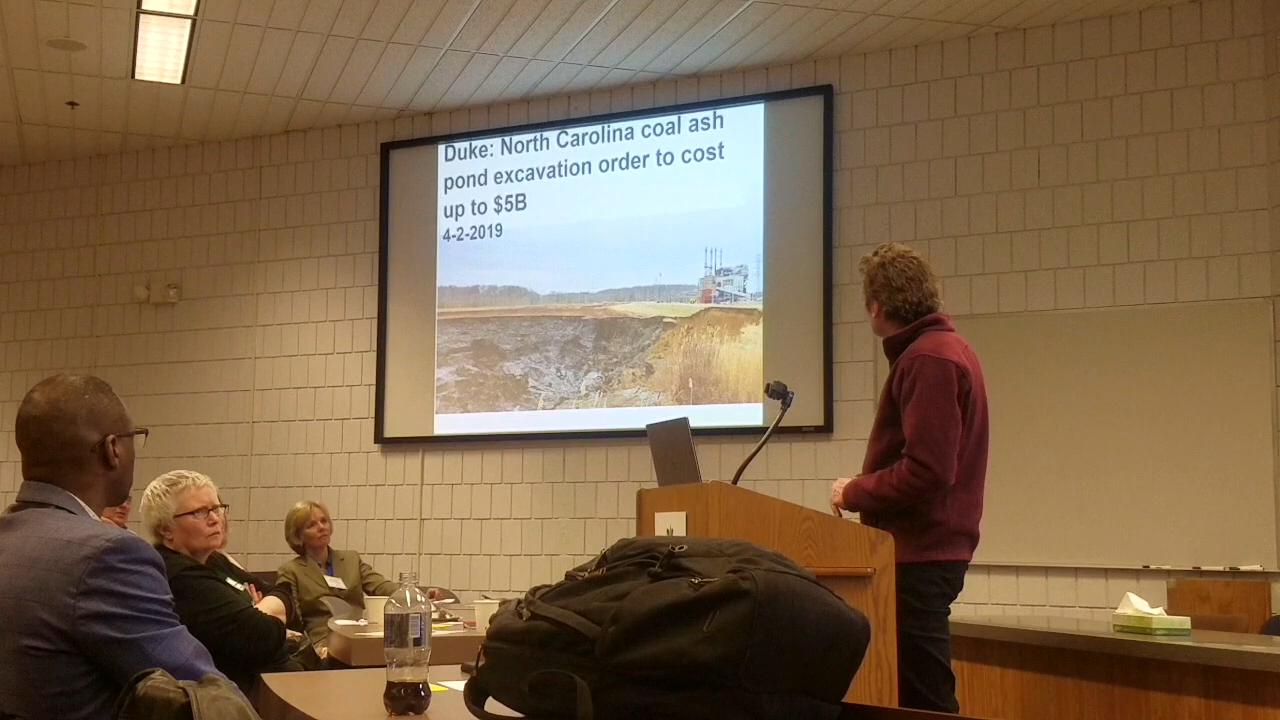 Duke: North Carolina coal ash
pond excavation order to cost
up to $5B
4-2-2019